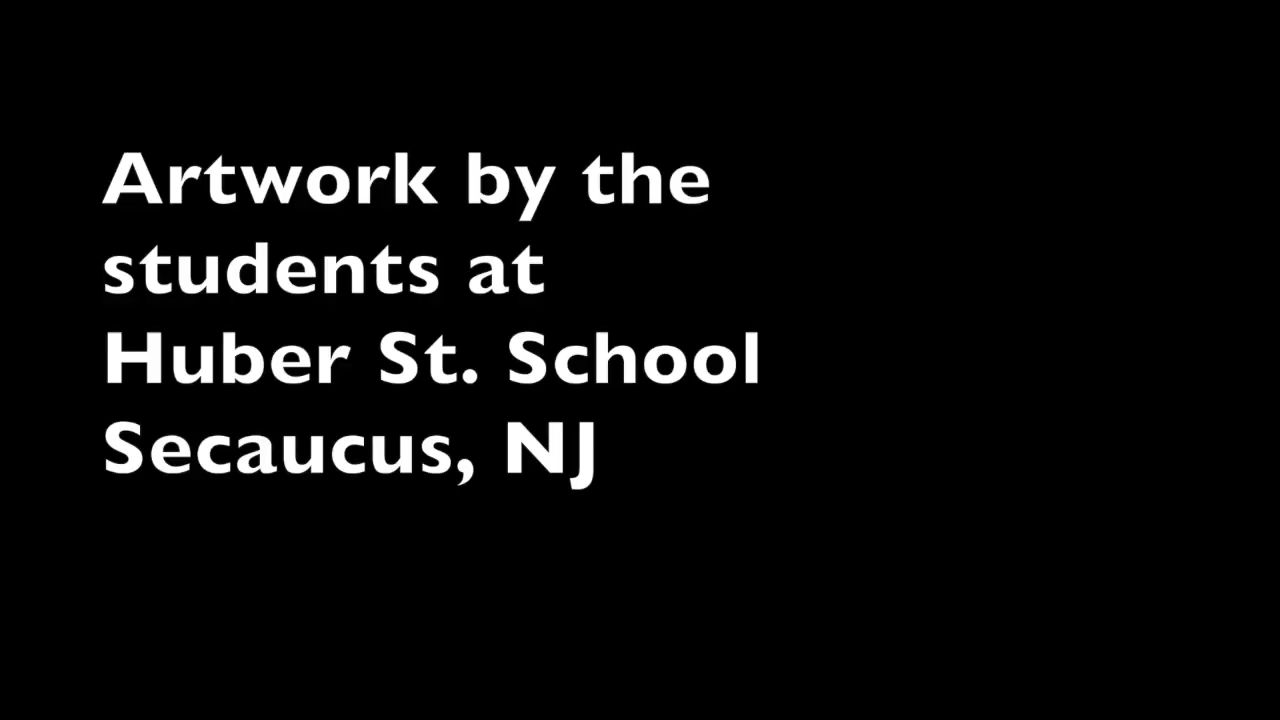 Artwork by the
students at
Huber St. School
Secaucus, NJ